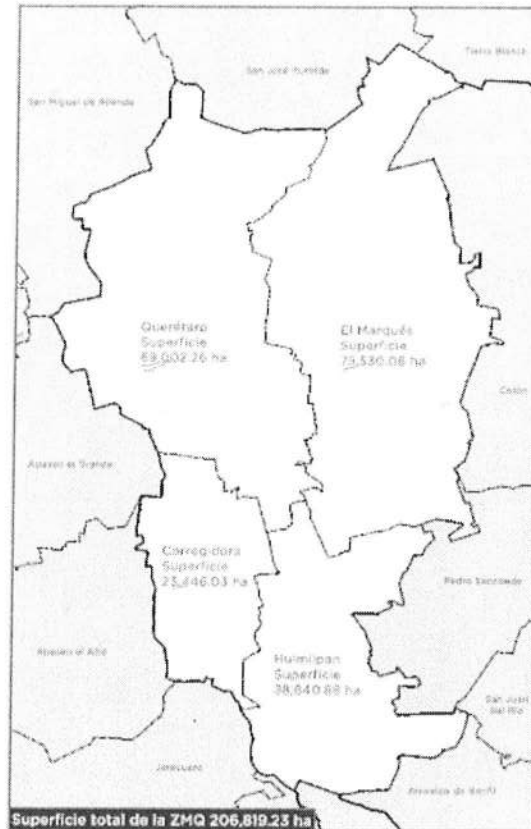 Tierra Blanca
San José Iturbide
San Miguel de Allende
Querétaro
Superficie
69,002.26 ha
El Marqués
Superficie
75,530.06 ha
Colón
Apaseo el Grande
Corregidora
Superficie
23,646.03 ha
Pedro Escobedo
Apaseo el Alto
Huimilpan
Superficie
38,640.88 ha
San Juan
del Río
Jerécuaro
Amealco de Bonfil
Superficie total de la ZMQ 206,819.23 ha